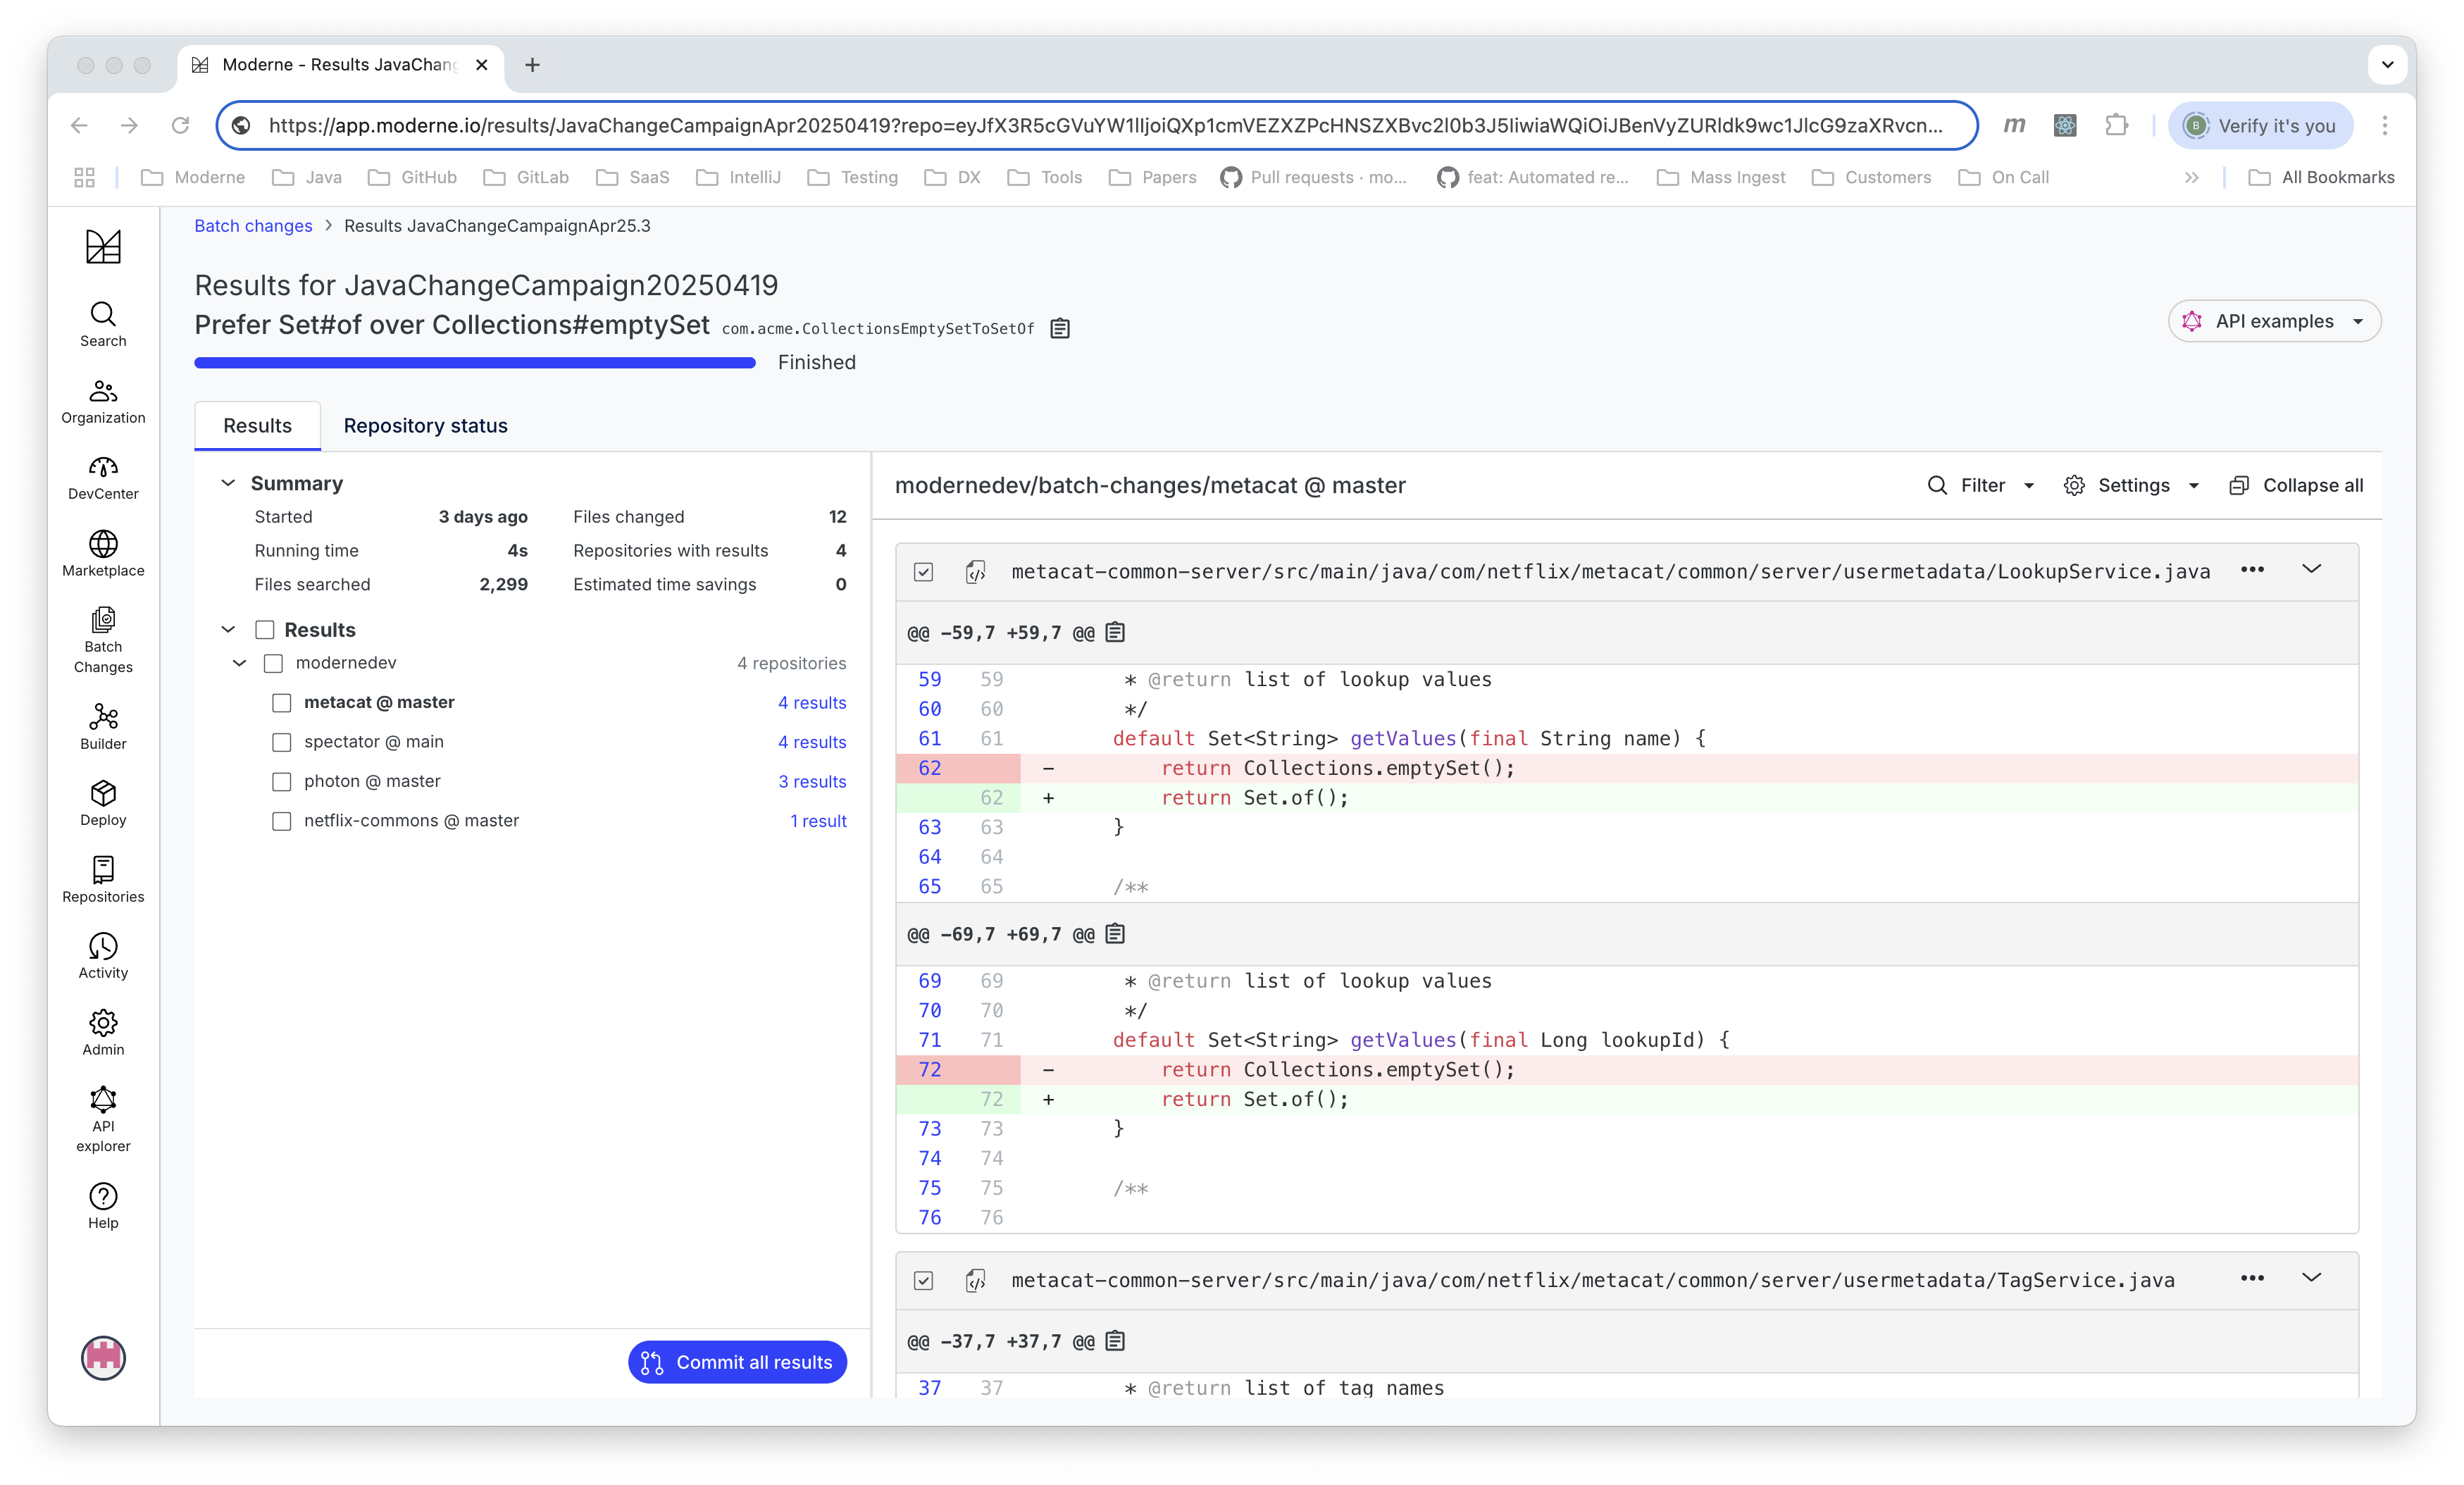 Moderne - Results JavaChang
https://app.moderne.io/results/JavaChangeCampaignApr20250419?repo=eyJfX3R5cGVuYW1lIjoiQXp1cmVEZXZPcHNSZXBvc2l0b3J5IiwiaWQiOiJBenVyZURldk9wc1JlcG9zaXRvcn...
Verify it's you
Moderne
Java
GitHub
GitLab
SaaS
IntelliJ
Testing
DX
Tools
Papers
Pull requests · mo...
feat: Automated re...
Mass Ingest
Customers
On Call
All Bookmarks
Batch changes > Results JavaChangeCampaignApr25.3
Results for JavaChangeCampaign20250419
Prefer Set#of over Collections#emptySet com.acme.CollectionsEmptySetToSetOf
Finished
API examples
Search
Organization
DevCenter
Marketplace
Batch
Changes
Builder
Deploy
Repositories
Activity
Admin
API
explorer
Help
Results
Repository status
Summary
Started 3 days ago Files changed 12
Running time 4s Repositories with results 4
Files searched 2,299 Estimated time savings 0
Results
modernedev 4 repositories
metacat @ master 4 results
spectator @ main 4 results
photon @ master 3 results
netflix-commons @ master 1 result
Commit all results
modernedev/batch-changes/metacat @ master
Filter
Settings
Collapse all
metacat-common-server/src/main/java/com/netflix/metacat/common/server/usermetadata/LookupService.java
@@ -59,7 +59,7 @@
59 59 * @return list of lookup values
60 60 */
61 61 default Set<String> getValues(final String name) {
62 - return Collections.emptySet();
62 + return Set.of();
63 63 }
64 64
65 65 /**
@@ -69,7 +69,7 @@
69 69 * @return list of lookup values
70 70 */
71 71 default Set<String> getValues(final Long lookupId) {
72 - return Collections.emptySet();
72 + return Set.of();
73 73 }
74 74
75 75 /**
76 76
metacat-common-server/src/main/java/com/netflix/metacat/common/server/usermetadata/TagService.java
@@ -37,7 +37,7 @@
37 37 * @return list of tag names